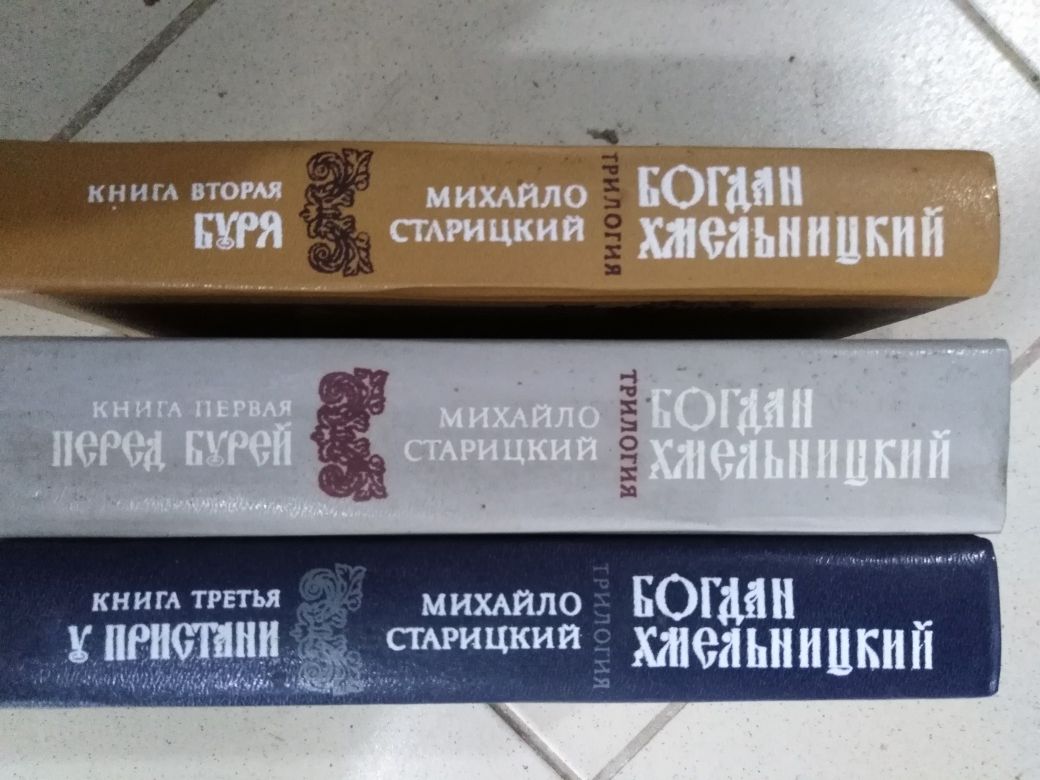 КНИГА ВТОРАЯ
БУРЯ
МИХАЙЛО
СТАРИЦКИЙ
ТРИЛОГИЯ
БОГДАН
ХМЕЛЬНИЦКИЙ
КНИГА ПЕРВАЯ
ПЕРЕД БУРЕЙ
МИХАЙЛО
СТАРИЦКИЙ
ТРИЛОГИЯ
БОГДАН
ХМЕЛЬНИЦКИЙ
КНИГА ТРЕТЬЯ
У ПРИСТАНИ
МИХАЙЛО
СТАРИЦКИЙ
ТРИЛОГИЯ
БОГДАН
ХМЕЛЬНИЦКИЙ